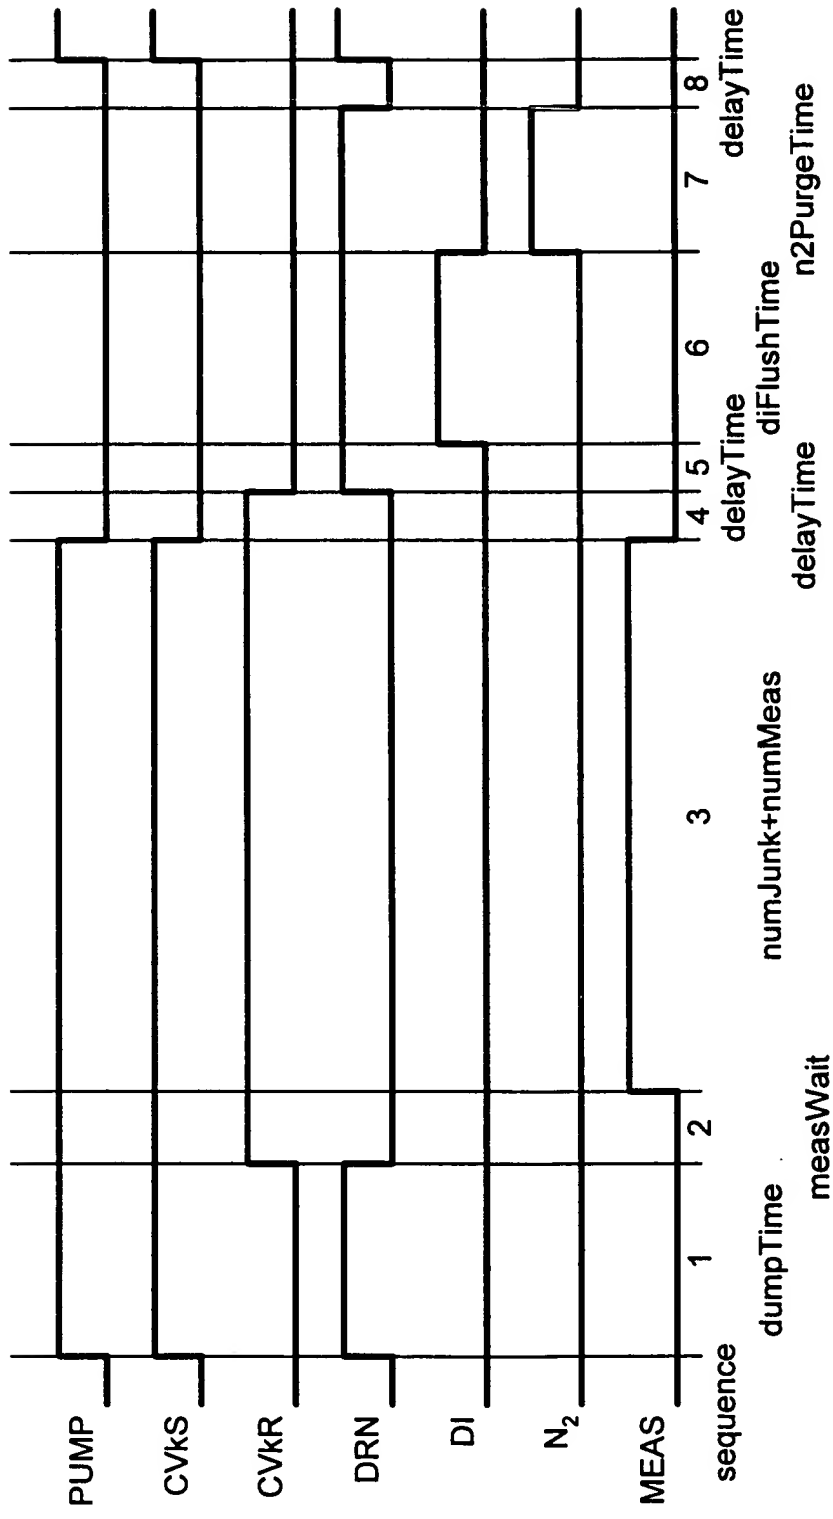 PUMP
CVkS
CVkR
DRN
DI
N₂
MEAS
sequence 1 2 3 4 5 6 7 8
dumpTime
measWait
numJunk+numMeas
delayTime
delayTime
diFlushTime
n2PurgeTime
delayTime